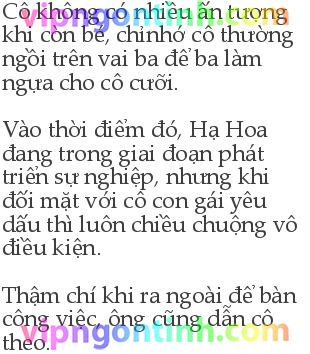 Cô không có nhiều ấn tượng
khi còn bé, chỉnhớ cô thường
ngồi trên vai ba để ba làm
ngựa cho cô cưỡi.
Vào thời điểm đó, Hạ Hoa
đang trong giai đoạn phát
triển sự nghiệp, nhưng khi
đối mặt với cô con gái yêu
dấu thì luôn chiều chuộng vô
điều kiện.
Thậm chí khi ra ngoài để bàn
công việc, ông cũng dẫn cô
theo.
vipngontinh.com
vipngontinh.com